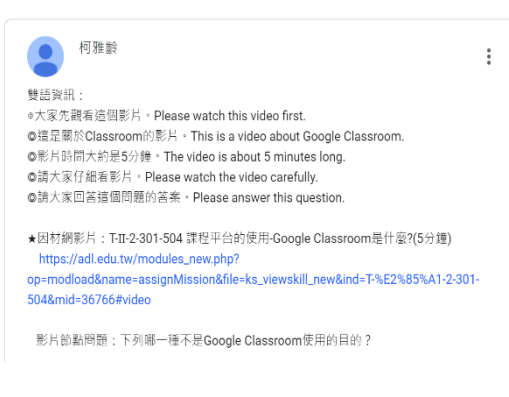 柯雅齡
雙語資訊：
◎大家先觀看這個影片。Please watch this video first.
◎這是關於Classroom的影片。This is a video about Google Classroom.
◎影片時間大約是5分鐘。The video is about 5 minutes long.
◎請大家仔細看影片。Please watch the video carefully.
◎請大家回答這個問題的答案。Please answer this question.
★因材網影片：T-II-2-301-504 課程平台的使用-Google Classroom是什麼?(5分鐘)
https://adl.edu.tw/modules_new.php?
op=modload&name=assignMission&file=ks_viewskill_new&ind=T-%E2%85%A1-2-301-
504&mid=36766#video
影片節點問題：下列哪一種不是Google Classroom使用的目的？